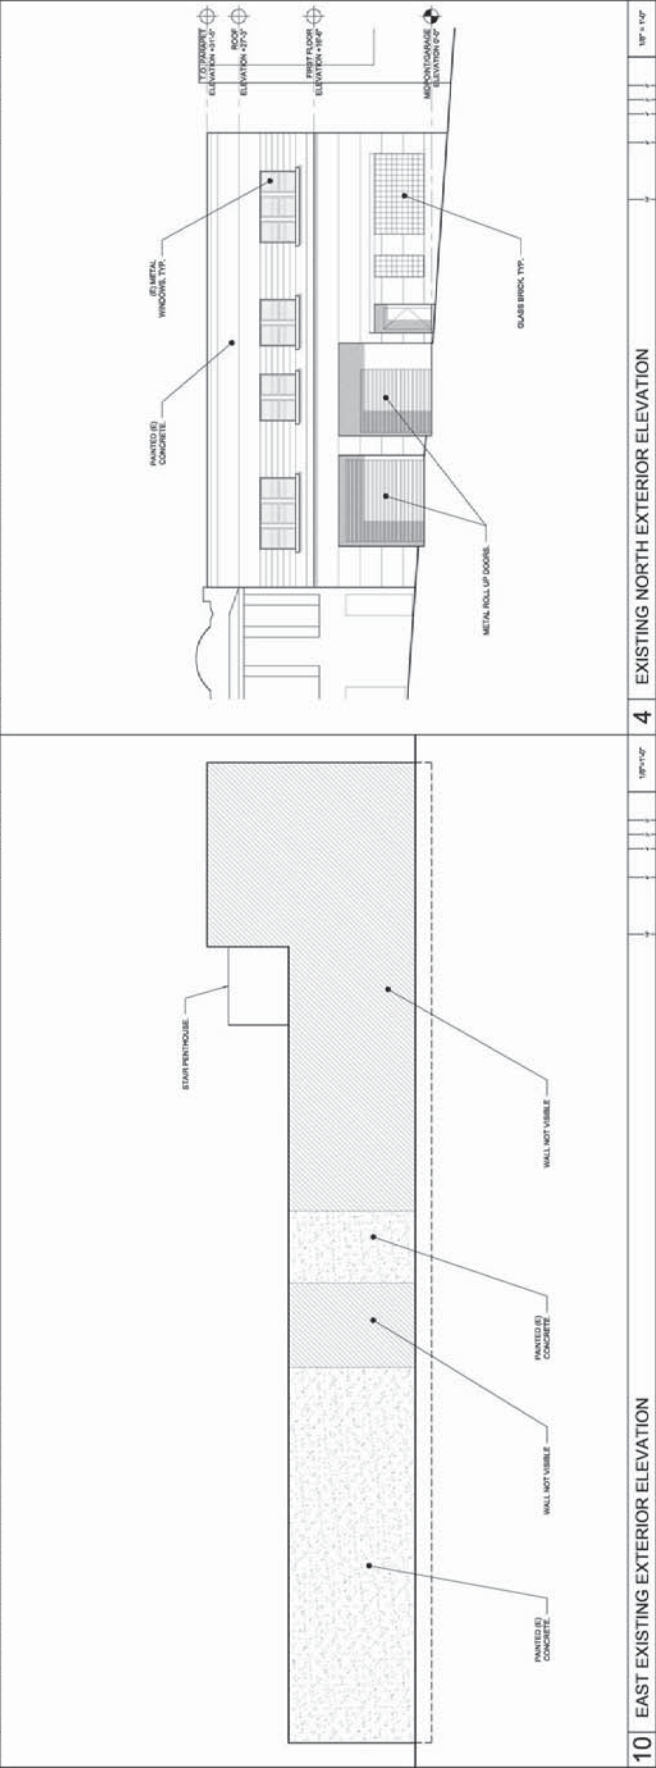 T.O. PARAPET
ELEVATION +31'-5"
ROOF
ELEVATION +27'-3"
FIRST FLOOR
ELEVATION +16'-6"
MIDPOINT/GARAGE
ELEVATION 0'-0"
(E) METAL
WINDOWS, TYP.
PAINTED (E)
CONCRETE.
GLASS BRICK, TYP.
METAL ROLL UP DOORS.
4 EXISTING NORTH EXTERIOR ELEVATION
1/8" = 1'-0"
STAIR PENTHOUSE.
WALL NOT VISIBLE
PAINTED (E)
CONCRETE.
WALL NOT VISIBLE
PAINTED (E)
CONCRETE.
10 EAST EXISTING EXTERIOR ELEVATION
1/8"=1'-0"